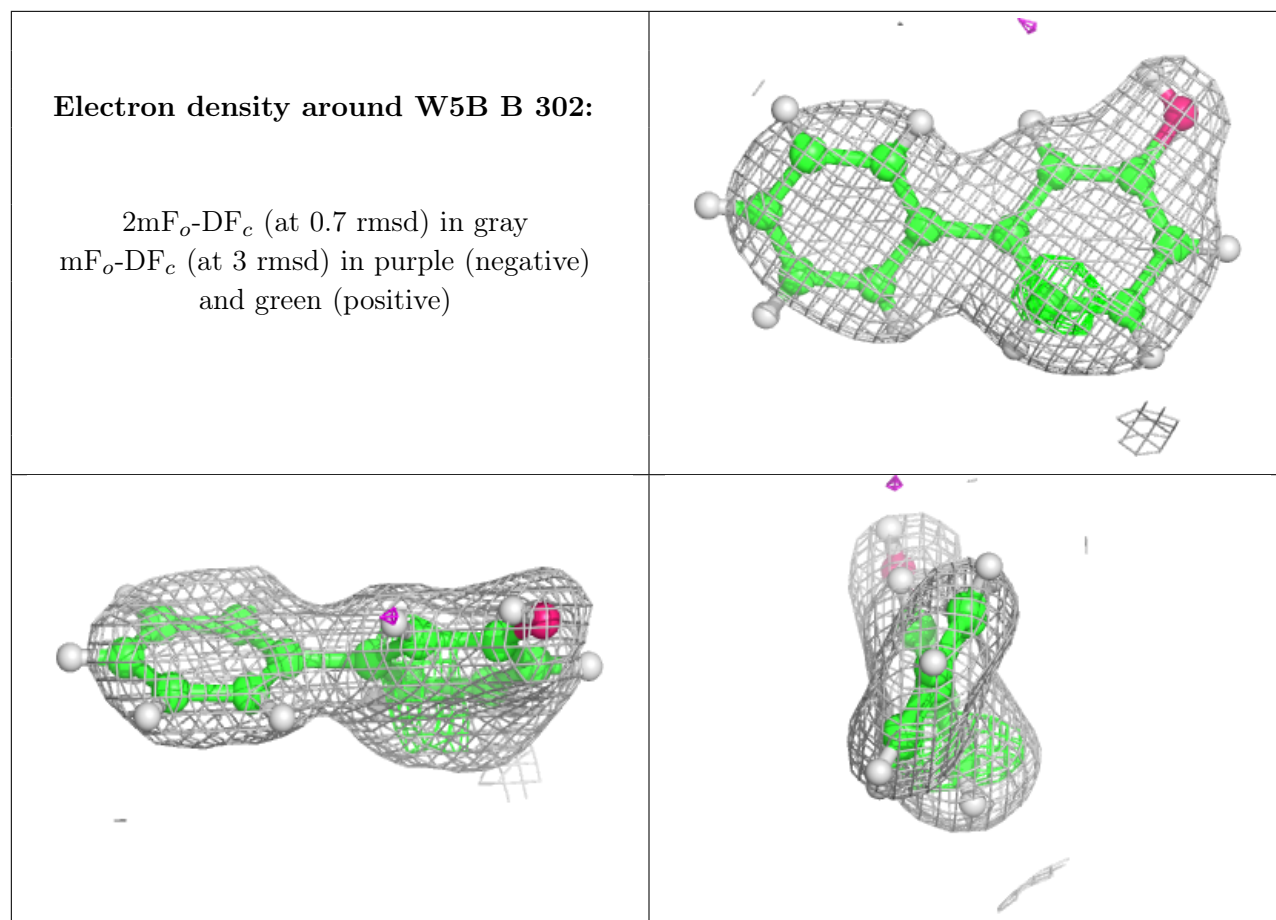 Electron density around W5B B 302:
2mFo-DFc (at 0.7 rmsd) in gray
mFo-DFc (at 3 rmsd) in purple (negative)
and green (positive)